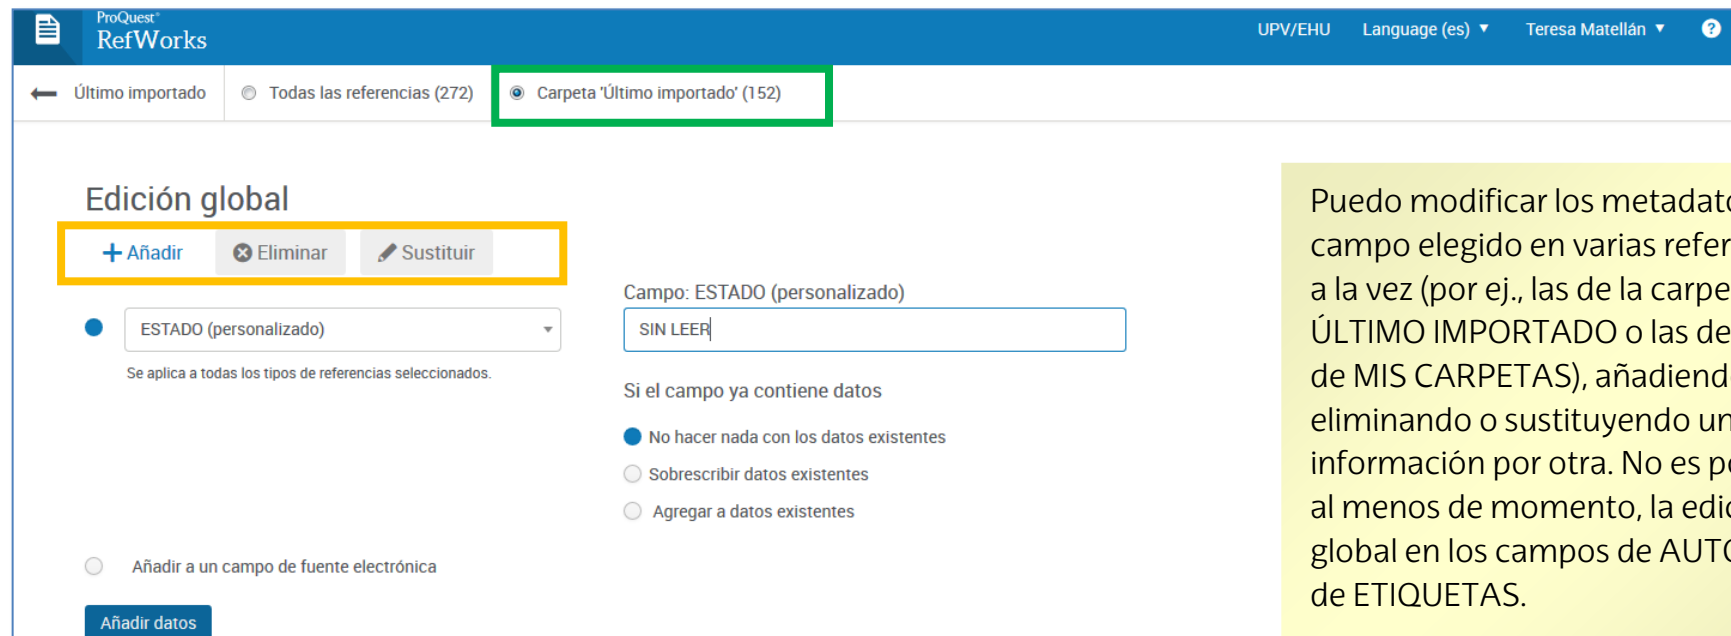 ProQuest®
RefWorks
UPV/EHU Language (es) ▼ Teresa Matellán ▼ ?
← Último importado Todas las referencias (272) Carpeta 'Último importado' (152)
Edición global
+ Añadir Eliminar Sustituir
ESTADO (personalizado)
Se aplica a todas los tipos de referencias seleccionados.
Campo: ESTADO (personalizado)
SIN LEER
Si el campo ya contiene datos
No hacer nada con los datos existentes
Sobrescribir datos existentes
Agregar a datos existentes
Añadir a un campo de fuente electrónica
Añadir datos
Puedo modificar los metadato
campo elegido en varias refer
a la vez (por ej., las de la carpe
ÚLTIMO IMPORTADO o las de
de MIS CARPETAS), añadiend
eliminando o sustituyendo un
información por otra. No es p
al menos de momento, la edic
global en los campos de AUTO
de ETIQUETAS.